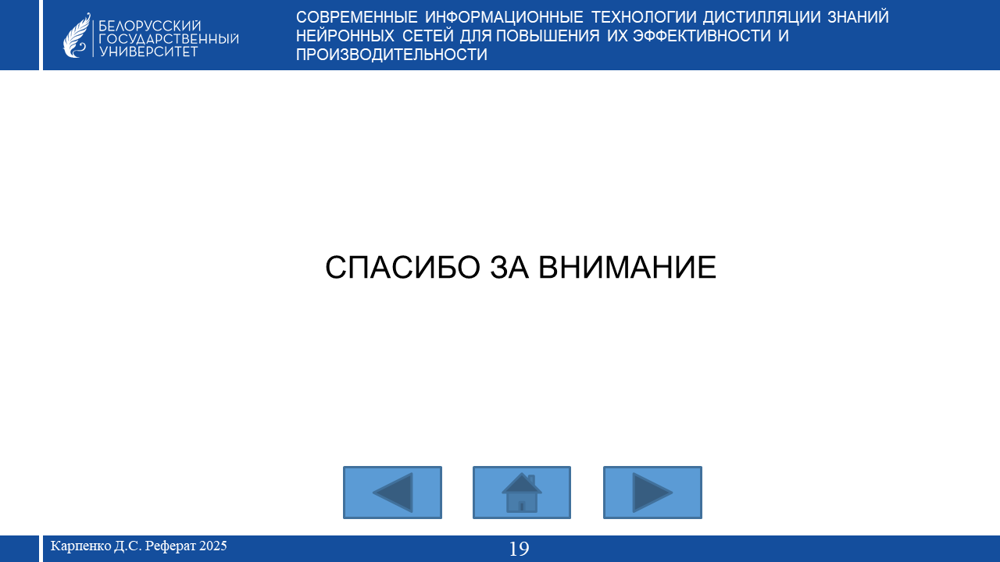 БЕЛОРУССКИЙ
ГОСУДАРСТВЕННЫЙ
УНИВЕРСИТЕТ
СОВРЕМЕННЫЕ ИНФОРМАЦИОННЫЕ ТЕХНОЛОГИИ ДИСТИЛЛЯЦИИ ЗНАНИЙ
НЕЙРОННЫХ СЕТЕЙ ДЛЯ ПОВЫШЕНИЯ ИХ ЭФФЕКТИВНОСТИ И
ПРОИЗВОДИТЕЛЬНОСТИ
СПАСИБО ЗА ВНИМАНИЕ
Карпенко Д.С. Реферат 2025
19